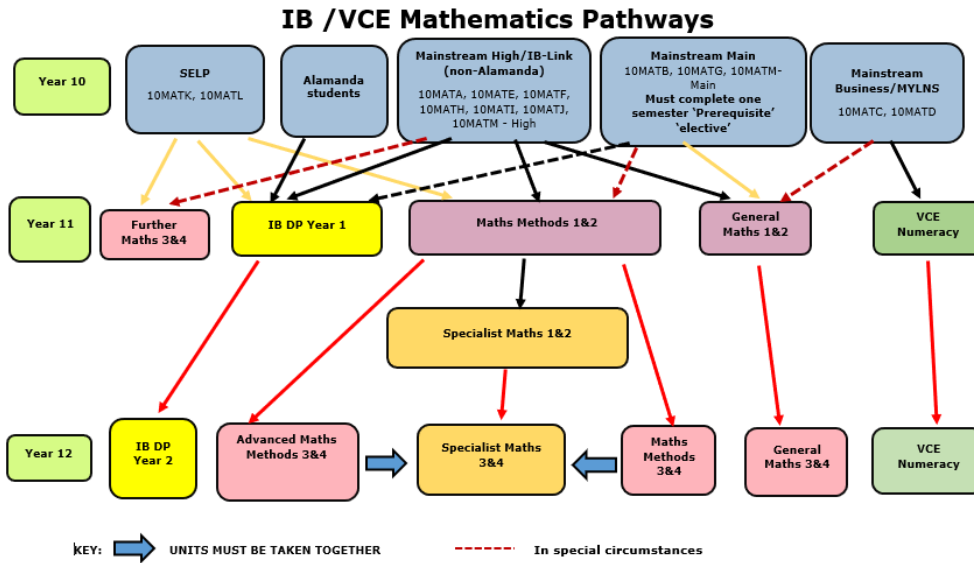 IB /VCE Mathematics Pathways
Year 10
SELP
10MATK, 10MATL
Alamanda
students
Mainstream High/IB-Link
(non-Alamanda)
10MATA, 10MATE, 10MATF,
10MATH, 10MATI, 10MATJ,
10MATM - High
Mainstream Main
10MATB, 10MATG, 10MATM-
Main
Must complete one
semester ‘Prerequisite’
‘elective’
Mainstream
Business/MYLNS
10MATC, 10MATD
Year 11
Further
Maths 3&4
IB DP Year 1
Maths Methods 1&2
General
Maths 1&2
VCE
Numeracy
Specialist Maths 1&2
Year 12
IB DP
Year 2
Advanced Maths
Methods 3&4
Specialist Maths
3&4
Maths
Methods
3&4
General
Maths 3&4
VCE
Numeracy
KEY:
UNITS MUST BE TAKEN TOGETHER
In special circumstances